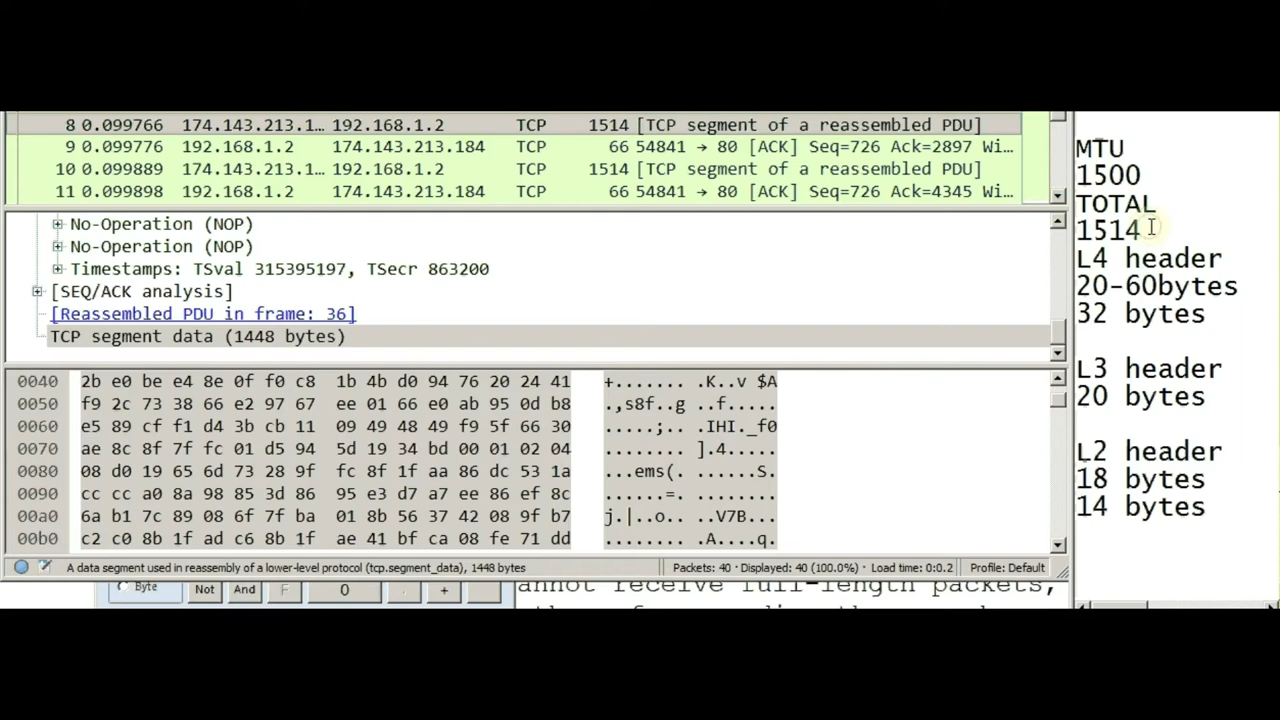 8 0.099766 174.143.213.1… 192.168.1.2 TCP 1514 [TCP segment of a reassembled PDU]
9 0.099776 192.168.1.2 174.143.213.184 TCP 66 54841 → 80 [ACK] Seq=726 Ack=2897 Wi…
10 0.099889 174.143.213.1… 192.168.1.2 TCP 1514 [TCP segment of a reassembled PDU]
11 0.099898 192.168.1.2 174.143.213.184 TCP 66 54841 → 80 [ACK] Seq=726 Ack=4345 Wi…
No-Operation (NOP)
No-Operation (NOP)
Timestamps: TSval 315395197, TSecr 863200
[SEQ/ACK analysis]
[Reassembled PDU in frame: 36]
TCP segment data (1448 bytes)
0040 2b e0 be e4 8e 0f f0 c8 1b 4b d0 94 76 20 24 41 +....... .K..v $A
0050 f9 2c 73 38 66 e2 97 67 ee 01 66 e0 ab 95 0d b8 .,s8f..g ..f.....
0060 e5 89 cf f1 d4 3b cb 11 09 49 48 49 f9 5f 66 30 .....;.. .IHI._f0
0070 ae 8c 8f 7f fc 01 d5 94 5d 19 34 bd 00 01 02 04 ........ ].4.....
0080 08 d0 19 65 6d 73 28 9f fc 8f 1f aa 86 dc 53 1a ...ems(. ......S.
0090 cc cc a0 8a 98 85 3d 86 95 e3 d7 a7 ee 86 ef 8c ......=. ........
00a0 6a b1 7c 89 08 6f 7f ba 01 8b 56 37 42 08 9f b7 j.|..o.. ..V7B...
00b0 c2 c0 8b 1f ad c6 8b 1f ae 41 bf ca 08 fe 71 dd ........ .A....q.
A data segment used in reassembly of a lower-level protocol (tcp.segment_data), 1448 bytes Packets: 40 · Displayed: 40 (100.0%) · Load time: 0:0.2 Profile: Default
Byte Not And F 0 . +
annot receive full-length packets,
MTU
1500
TOTAL
1514
L4 header
20-60bytes
32 bytes
L3 header
20 bytes
L2 header
18 bytes
14 bytes